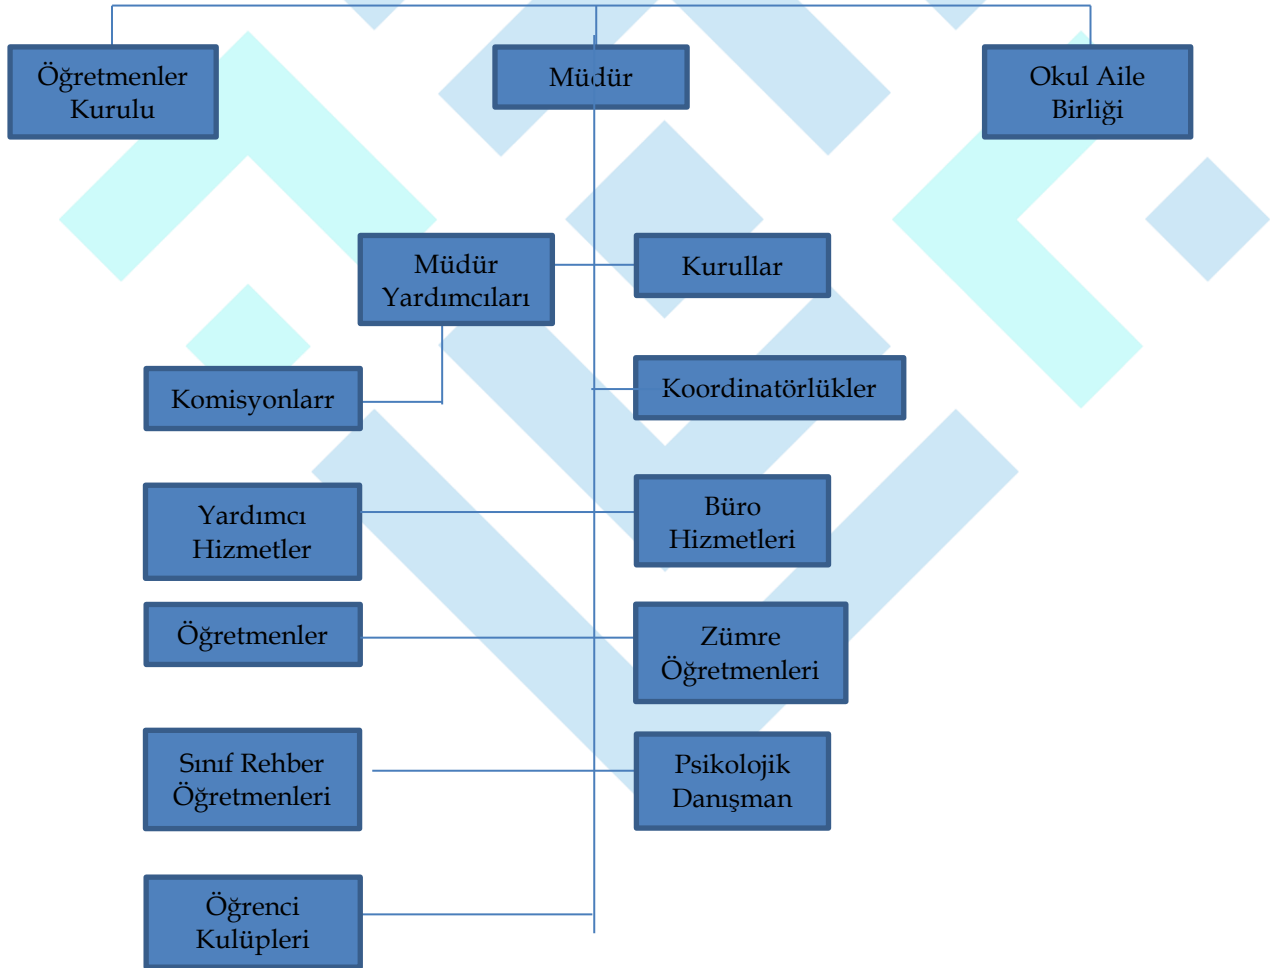 Öğretmenler
Kurulu
Müdür
Okul Aile
Birliği
Müdür
Yardımcıları
Kurullar
Komisyonlarr
Koordinatörlükler
Yardımcı
Hizmetler
Büro
Hizmetleri
Öğretmenler
Zümre
Öğretmenleri
Sınıf Rehber
Öğretmenleri
Psikolojik
Danışman
Öğrenci
Kulüpleri